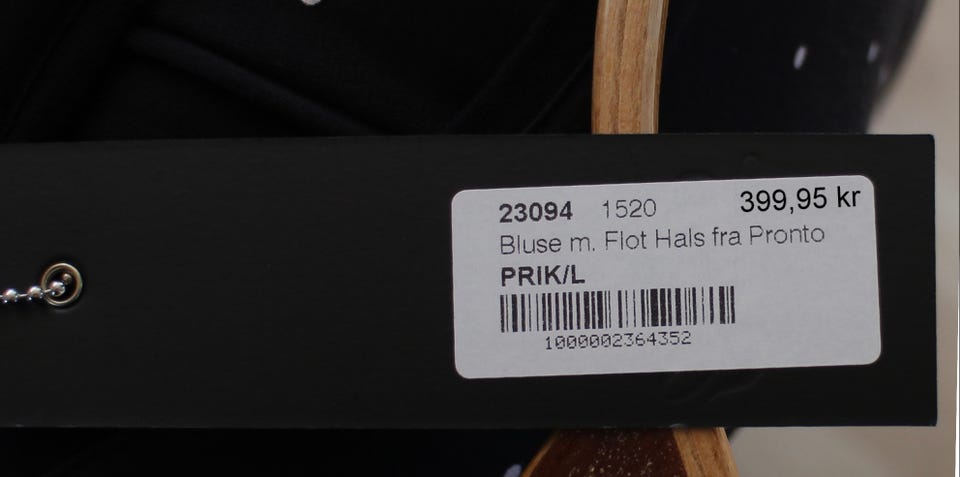 23094 1520 399,95 kr
Bluse m. Flot Hals fra Pronto
PRIK/L
1000002364352